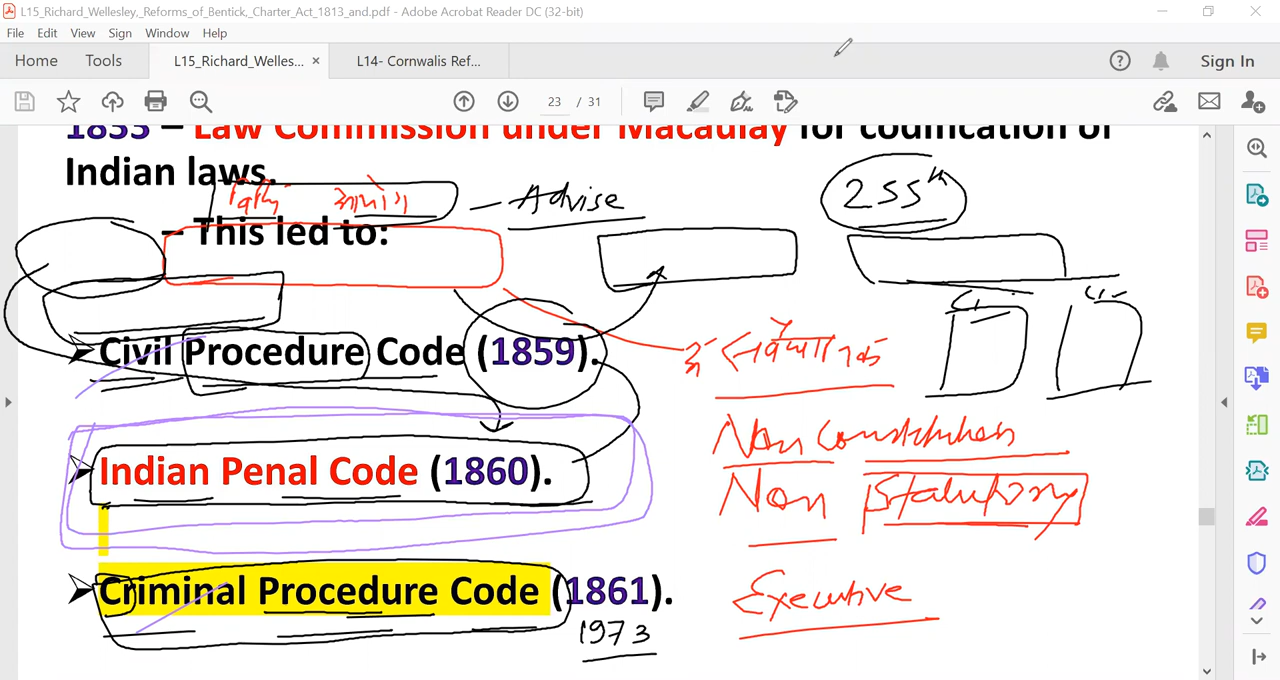 L15_Richard_Wellesley,_Reforms_of_Bentick,_Charter_Act_1813_and.pdf - Adobe Acrobat Reader DC (32-bit)
File Edit View Sign Window Help
Home Tools L15_Richard_Welles... × L14- Cornwalis Ref... Sign In
23 / 31
1833 – Law Commission under Macaulay for codification of
Indian laws.
विधि आयोग – Advise 255th
– This led to:
Civil Procedure Code (1859).
Non Constitution
Indian Penal Code (1860).
Non Statutory
Criminal Procedure Code (1861).
Executive
1973